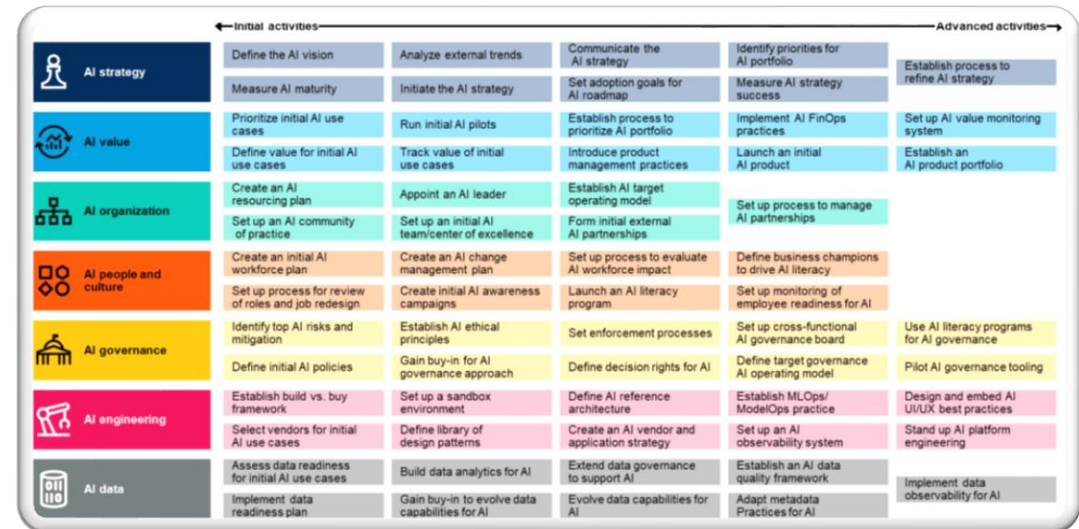 Initial activities
Advanced activities
AI strategy
Define the AI vision
Analyze external trends
Communicate the
AI strategy
Identify priorities for
AI portfolio
Establish process to
refine AI strategy
Measure AI maturity
Initiate the AI strategy
Set adoption goals for
AI roadmap
Measure AI strategy
success
AI value
Prioritize initial AI use
cases
Run initial AI pilots
Establish process to
prioritize AI portfolio
Implement AI FinOps
practices
Set up AI value monitoring
system
Define value for initial AI
use cases
Track value of initial
use cases
Introduce product
management practices
Launch an initial
AI product
Establish an
AI product portfolio
AI organization
Create an AI
resourcing plan
Appoint an AI leader
Establish AI target
operating model
Set up process to manage
AI partnerships
Set up an AI community
of practice
Set up an initial AI
team/center of excellence
Form initial external
AI partnerships
AI people and
culture
Create an initial AI
workforce plan
Create an AI change
management plan
Set up process to evaluate
AI workforce impact
Define business champions
to drive AI literacy
Set up process for review
of roles and job redesign
Create initial AI awareness
campaigns
Launch an AI literacy
program
Set up monitoring of
employee readiness for AI
AI governance
Identify top AI risks and
mitigation
Establish AI ethical
principles
Set enforcement processes
Set up cross-functional
AI governance board
Use AI literacy programs
for AI governance
Define initial AI policies
Gain buy-in for AI
governance approach
Define decision rights for AI
Define target governance
AI operating model
Pilot AI governance tooling
AI engineering
Establish build vs. buy
framework
Set up a sandbox
environment
Define AI reference
architecture
Establish MLOps/
ModelOps practice
Design and embed AI
UI/UX best practices
Select vendors for initial
AI use cases
Define library of
design patterns
Create an AI vendor and
application strategy
Set up an AI
observability system
Stand up AI platform
engineering
AI data
Assess data readiness
for initial AI use cases
Build data analytics for AI
Extend data governance
to support AI
Establish an AI data
quality framework
Implement data
observability for AI
Implement data
readiness plan
Gain buy-in to evolve data
capabilities for AI
Evolve data capabilities for
AI
Adapt metadata
Practices for AI